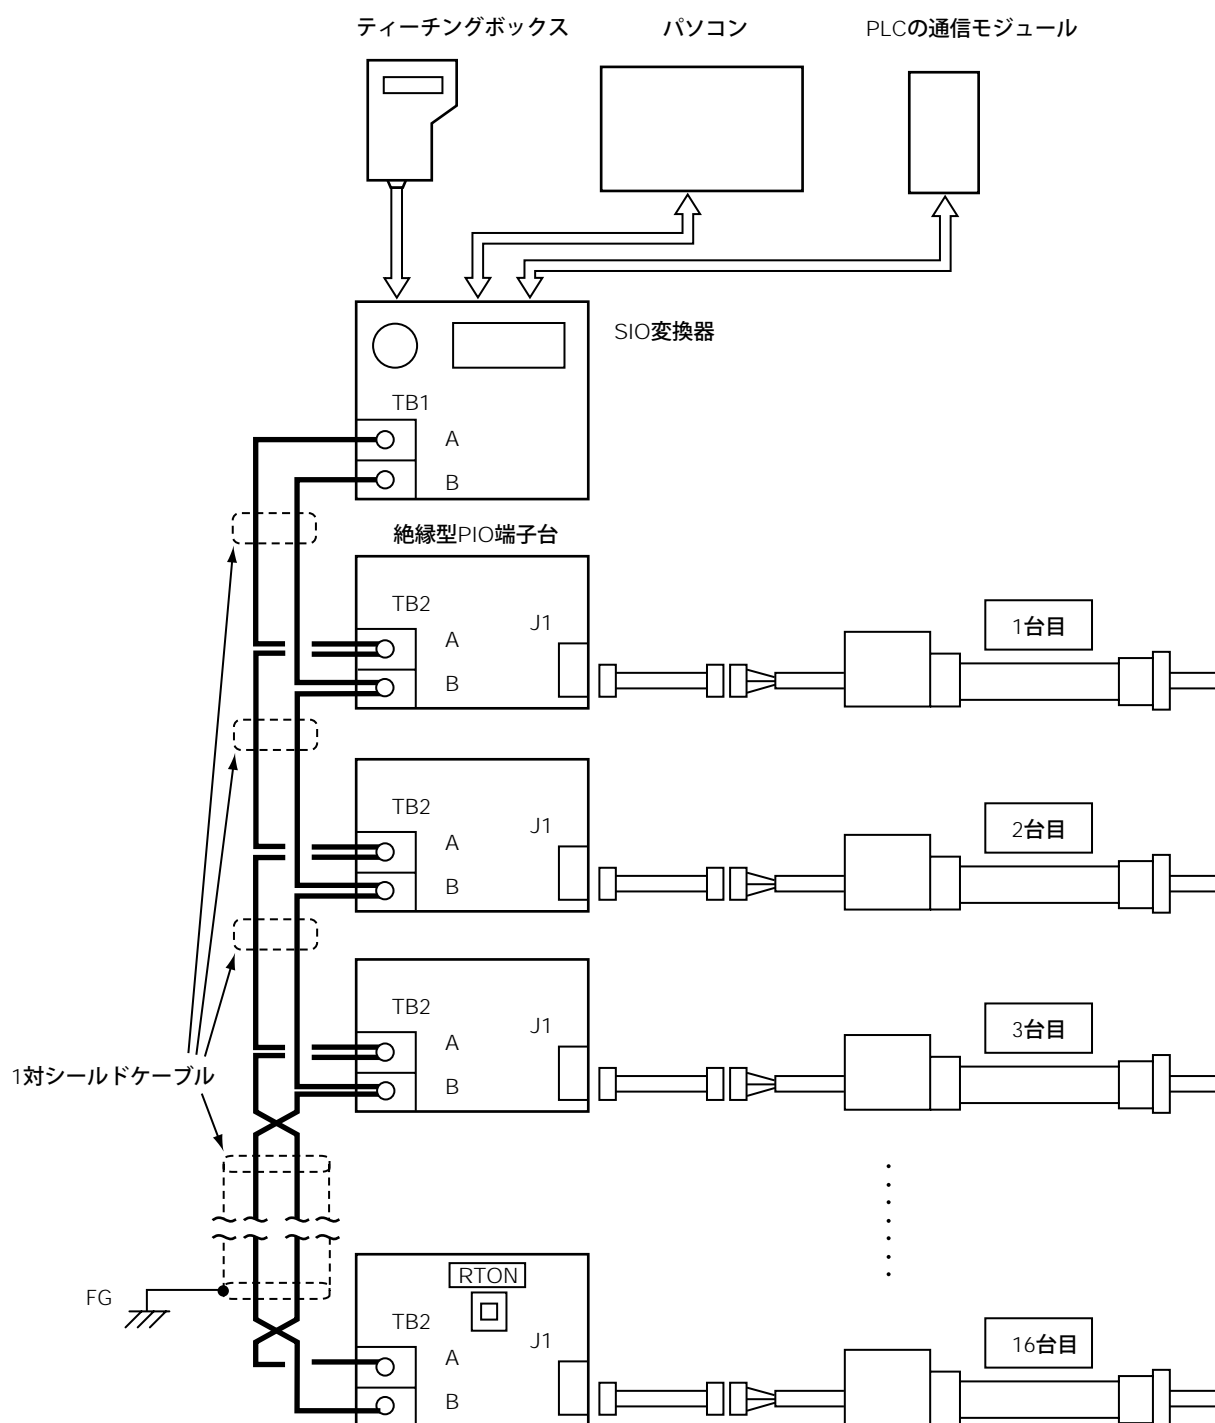 ティーチングボックス
パソコン
PLCの通信モジュール
SIO変換器
TB1
A
B
絶縁型PIO端子台
TB2
A
B
J1
1台目
TB2
A
B
J1
2台目
TB2
A
B
J1
3台目
1対シールドケーブル
FG
RTON
TB2
A
B
J1
16台目